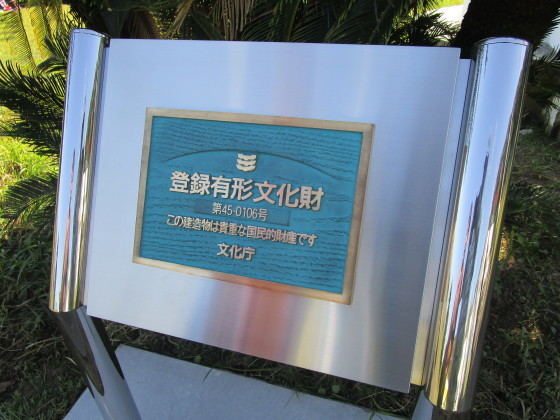 登録有形文化財
第45-0106号
この建造物は貴重な国民的財産です
文化庁